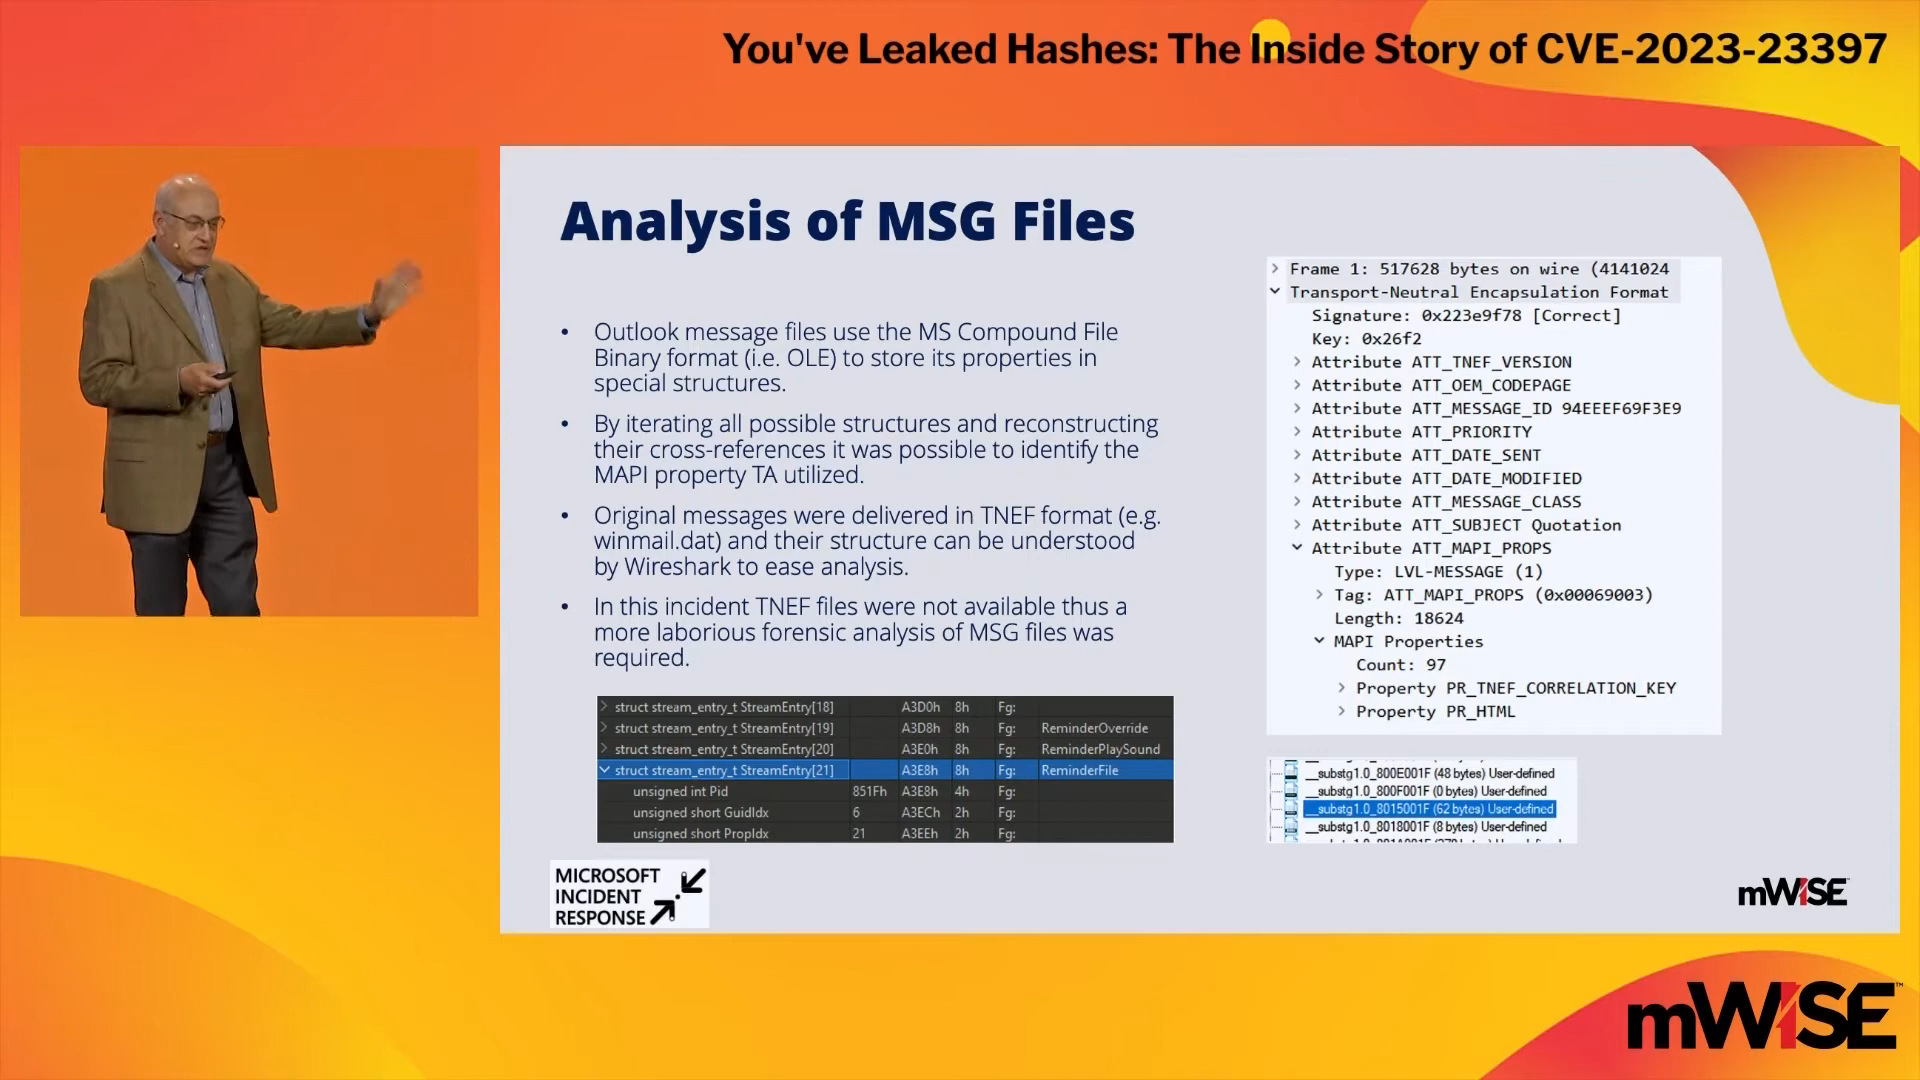 You've Leaked Hashes: The Inside Story of CVE-2023-23397
Analysis of MSG Files
• Outlook message files use the MS Compound File
Binary format (i.e. OLE) to store its properties in
special structures.
• By iterating all possible structures and reconstructing
their cross-references it was possible to identify the
MAPI property TA utilized.
• Original messages were delivered in TNEF format (e.g.
winmail.dat) and their structure can be understood
by Wireshark to ease analysis.
• In this incident TNEF files were not available thus a
more laborious forensic analysis of MSG files was
required.
struct stream_entry_t StreamEntry[18] A3D0h 8h Fg:
struct stream_entry_t StreamEntry[19] A3D8h 8h Fg: ReminderOverride
struct stream_entry_t StreamEntry[20] A3E0h 8h Fg: ReminderPlaySound
struct stream_entry_t StreamEntry[21] A3E8h 8h Fg: ReminderFile
unsigned int Pid 851Fh A3E8h 4h Fg:
unsigned short GuidIdx 6 A3ECh 2h Fg:
unsigned short PropIdx 21 A3EEh 2h Fg:
Frame 1: 517628 bytes on wire (4141024
Transport-Neutral Encapsulation Format
Signature: 0x223e9f78 [Correct]
Key: 0x26f2
Attribute ATT_TNEF_VERSION
Attribute ATT_OEM_CODEPAGE
Attribute ATT_MESSAGE_ID 94EEEF69F3E9
Attribute ATT_PRIORITY
Attribute ATT_DATE_SENT
Attribute ATT_DATE_MODIFIED
Attribute ATT_MESSAGE_CLASS
Attribute ATT_SUBJECT Quotation
Attribute ATT_MAPI_PROPS
Type: LVL-MESSAGE (1)
Tag: ATT_MAPI_PROPS (0x00069003)
Length: 18624
MAPI Properties
Count: 97
Property PR_TNEF_CORRELATION_KEY
Property PR_HTML
__substg1.0_800E001F (48 bytes) User-defined
__substg1.0_800F001F (0 bytes) User-defined
__substg1.0_8015001F (62 bytes) User-defined
__substg1.0_8018001F (8 bytes) User-defined
MICROSOFT
INCIDENT
RESPONSE
mWISE
mWISE™